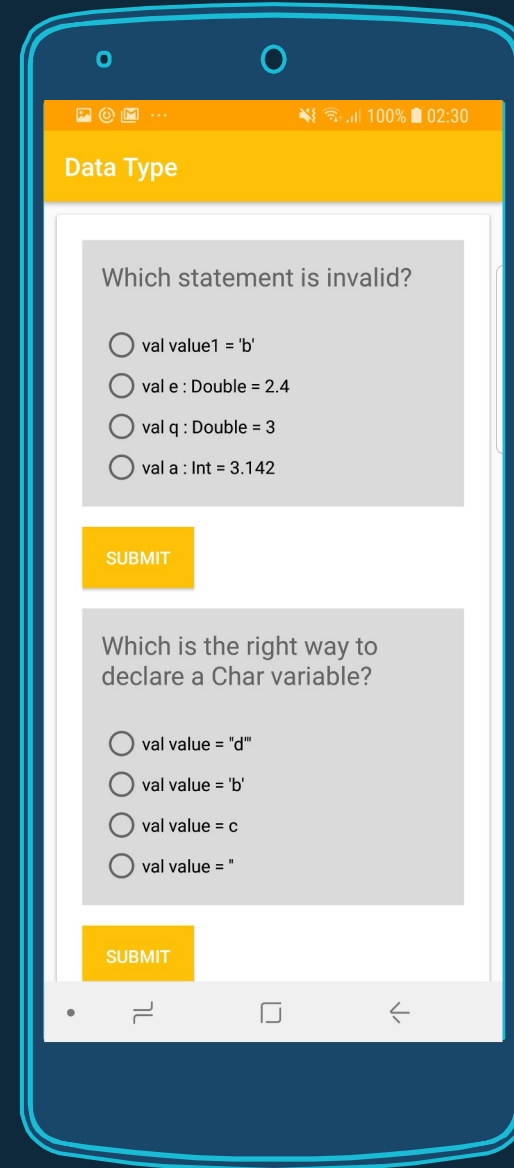 100% 02:30
Data Type
Which statement is invalid?
val value1 = 'b'
val e : Double = 2.4
val q : Double = 3
val a : Int = 3.142
SUBMIT
Which is the right way to
declare a Char variable?
val value = "d'"
val value = 'b'
val value = c
val value = ''
SUBMIT